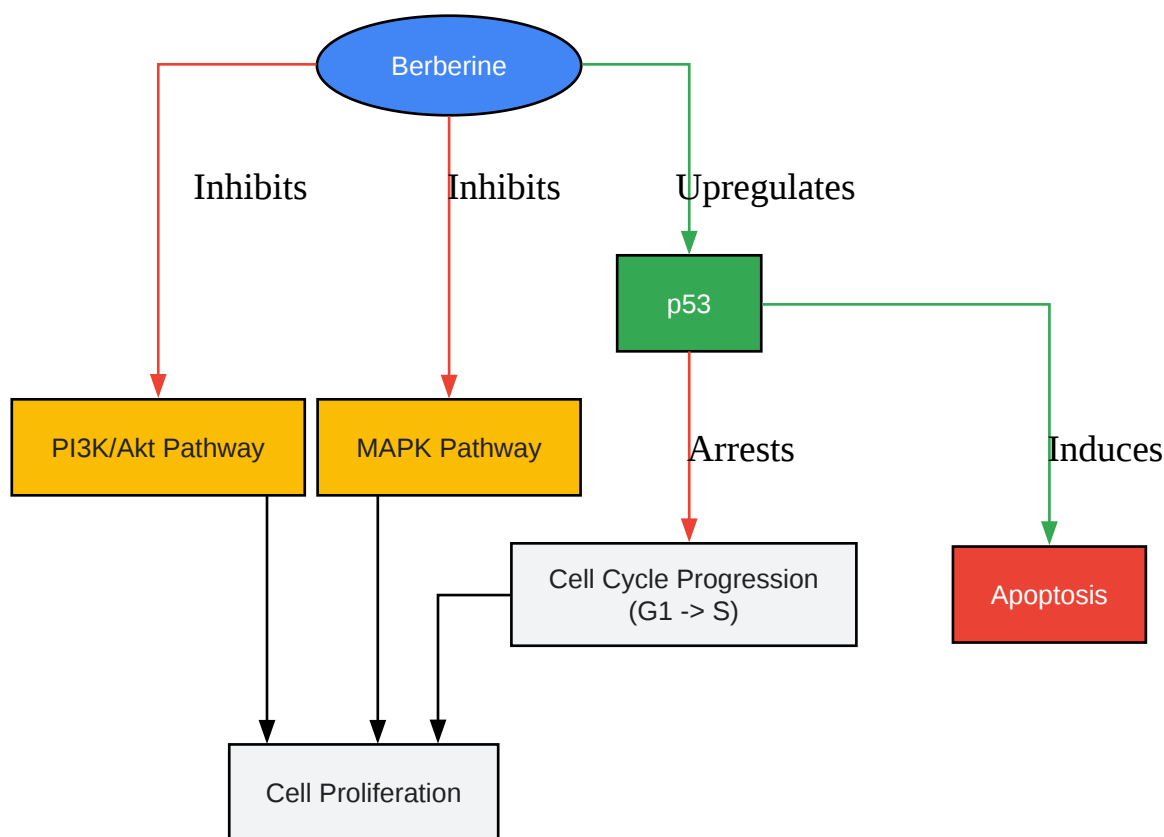 Berberine
Inhibits
Inhibits
Upregulates
p53
PI3K/Akt Pathway
MAPK Pathway
Arrests
Induces
Cell Cycle Progression
(G1 -> S)
Apoptosis
Cell Proliferation